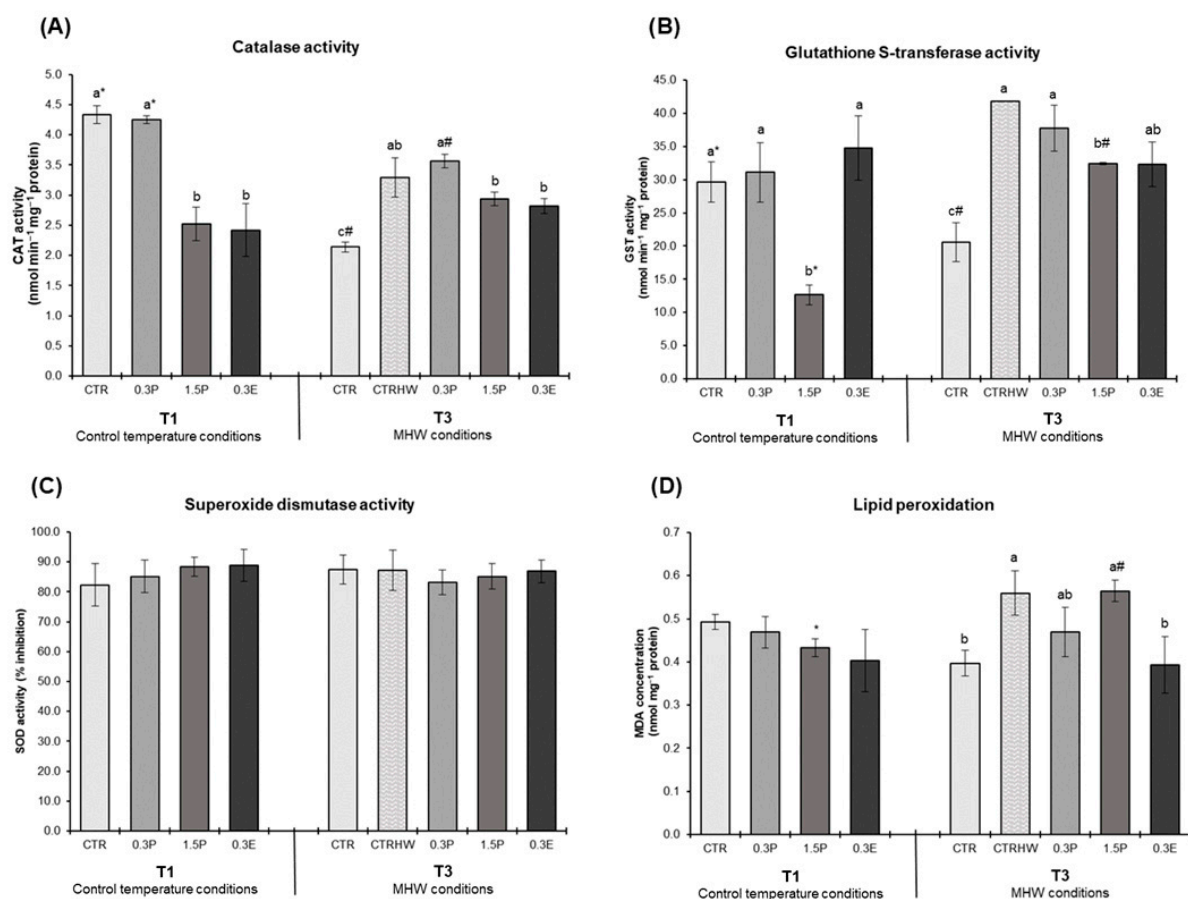 (A)
Catalase activity
CAT activity
(nmol min⁻¹ mg⁻¹ protein)
5.0
4.5
4.0
3.5
3.0
2.5
2.0
1.5
1.0
0.5
0.0
a* a* b b c# ab a# b b
CTR 0.3P 1.5P 0.3E CTR CTRHW 0.3P 1.5P 0.3E
T1 T3
Control temperature conditions MHW conditions
(B)
Glutathione S-transferase activity
GST activity
(nmol min⁻¹ mg⁻¹ protein)
45.0
40.0
35.0
30.0
25.0
20.0
15.0
10.0
5.0
0.0
a* a b* a c# a a b# ab
CTR 0.3P 1.5P 0.3E CTR CTRHW 0.3P 1.5P 0.3E
T1 T3
Control temperature conditions MHW conditions
(C)
Superoxide dismutase activity
SOD activity (% inhibition)
100.0
90.0
80.0
70.0
60.0
50.0
40.0
30.0
20.0
10.0
0.0
CTR 0.3P 1.5P 0.3E CTR CTRHW 0.3P 1.5P 0.3E
T1 T3
Control temperature conditions MHW conditions
(D)
Lipid peroxidation
MDA concentration
(nmol mg⁻¹ protein)
0.7
0.6
0.5
0.4
0.3
0.2
0.1
0.0
* b a ab a# b
CTR 0.3P 1.5P 0.3E CTR CTRHW 0.3P 1.5P 0.3E
T1 T3
Control temperature conditions MHW conditions